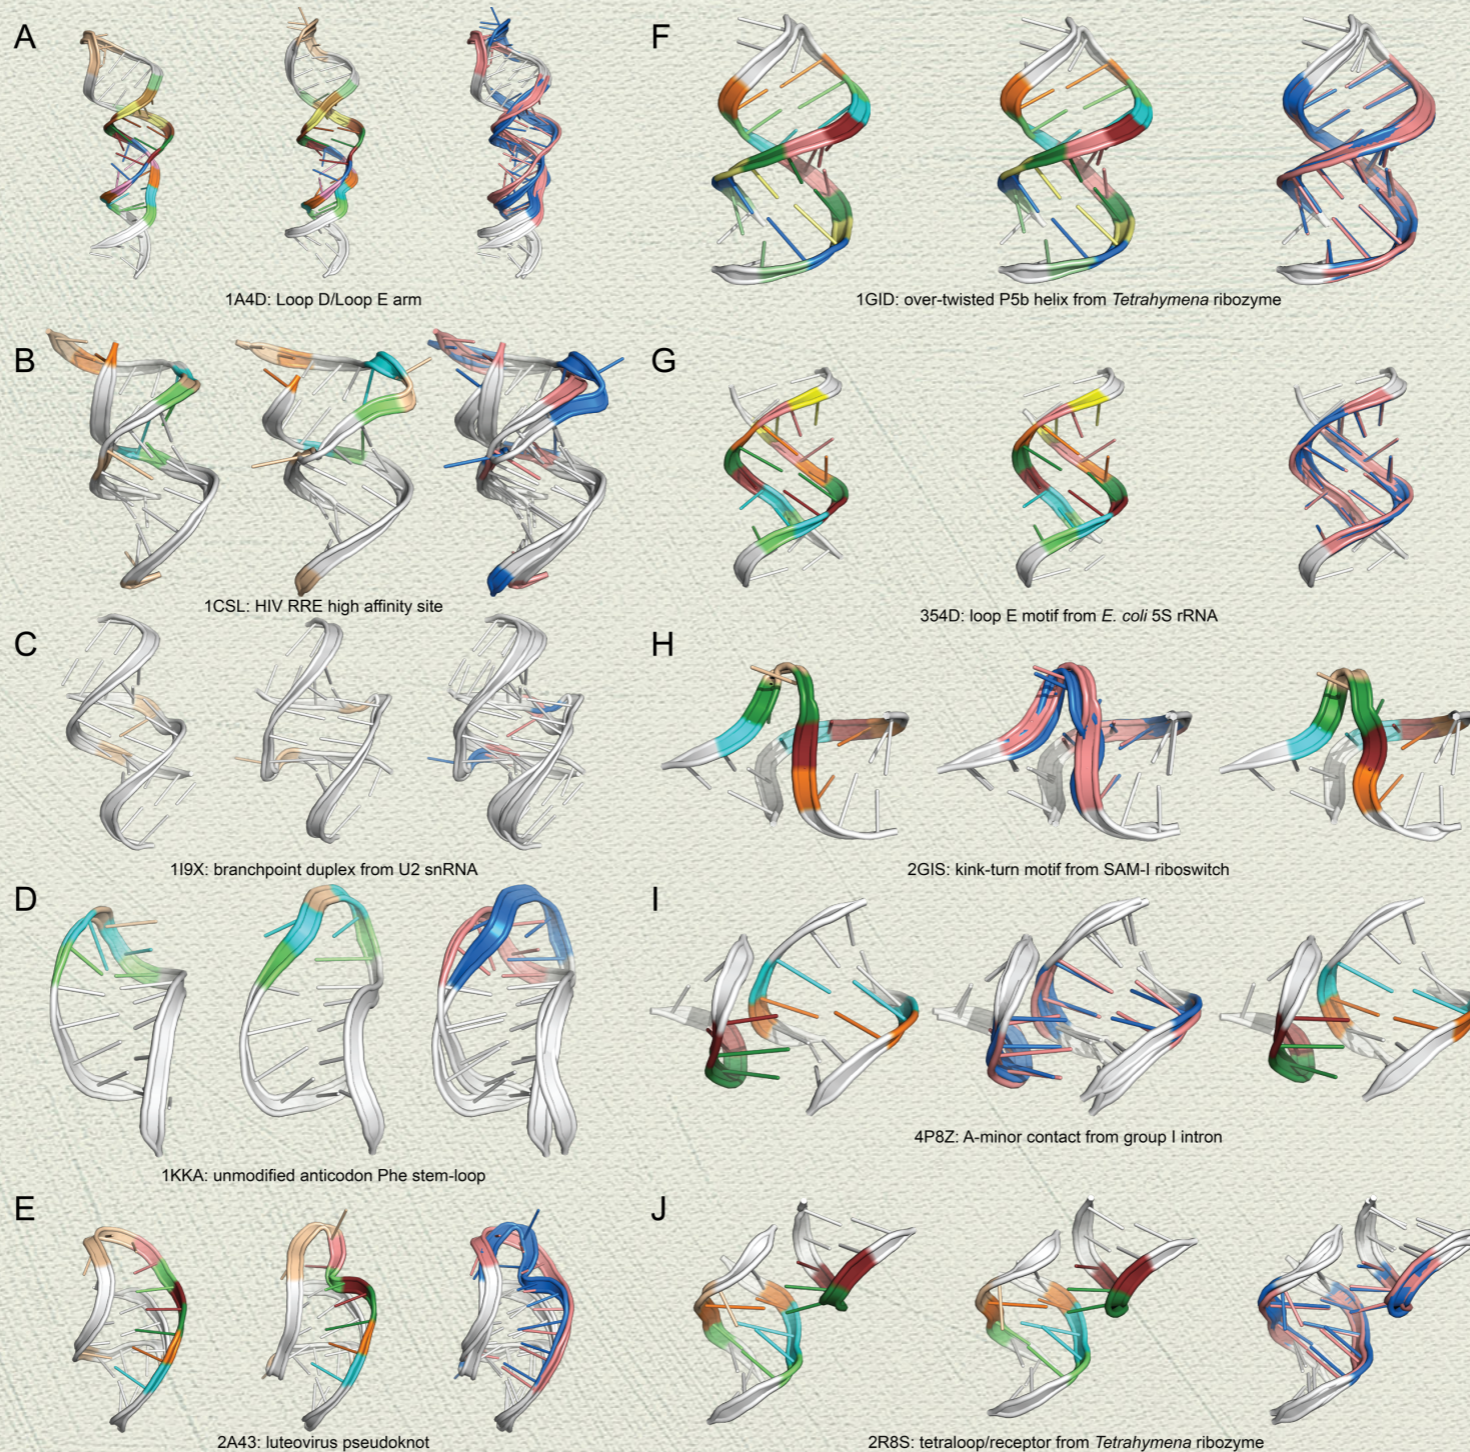 A
1A4D: Loop D/Loop E arm
B
1CSL: HIV RRE high affinity site
C
1I9X: branchpoint duplex from U2 snRNA
D
1KKA: unmodified anticodon Phe stem-loop
E
2A43: luteovirus pseudoknot
F
1GID: over-twisted P5b helix from Tetrahymena ribozyme
G
354D: loop E motif from E. coli 5S rRNA
H
2GIS: kink-turn motif from SAM-I riboswitch
I
4P8Z: A-minor contact from group I intron
J
2R8S: tetraloop/receptor from Tetrahymena ribozyme